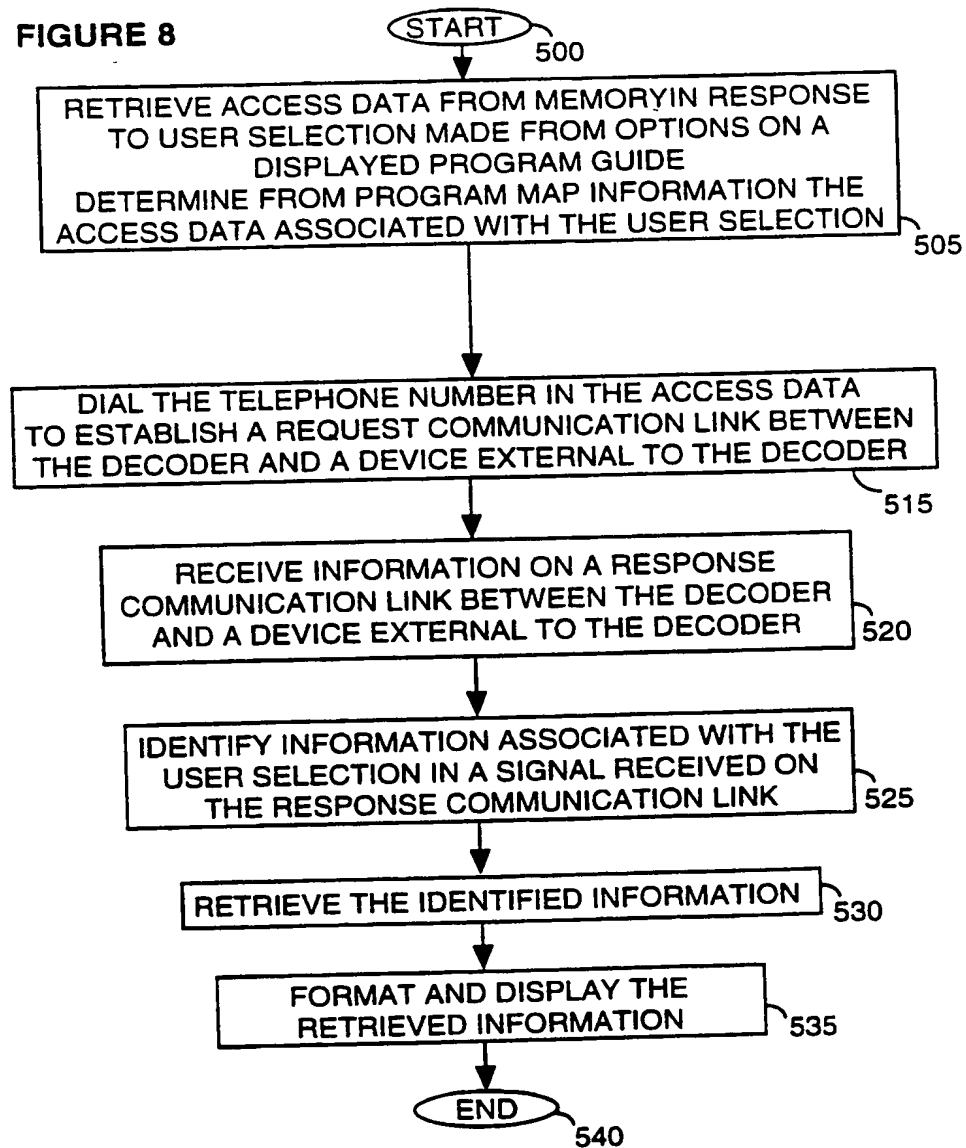 FIGURE 8
START
500
RETRIEVE ACCESS DATA FROM MEMORYIN RESPONSE
TO USER SELECTION MADE FROM OPTIONS ON A
DISPLAYED PROGRAM GUIDE
DETERMINE FROM PROGRAM MAP INFORMATION THE
ACCESS DATA ASSOCIATED WITH THE USER SELECTION
505
DIAL THE TELEPHONE NUMBER IN THE ACCESS DATA
TO ESTABLISH A REQUEST COMMUNICATION LINK BETWEEN
THE DECODER AND A DEVICE EXTERNAL TO THE DECODER
515
RECEIVE INFORMATION ON A RESPONSE
COMMUNICATION LINK BETWEEN THE DECODER
AND A DEVICE EXTERNAL TO THE DECODER
520
IDENTIFY INFORMATION ASSOCIATED WITH THE
USER SELECTION IN A SIGNAL RECEIVED ON
THE RESPONSE COMMUNICATION LINK
525
RETRIEVE THE IDENTIFIED INFORMATION
530
FORMAT AND DISPLAY THE
RETRIEVED INFORMATION
535
END
540